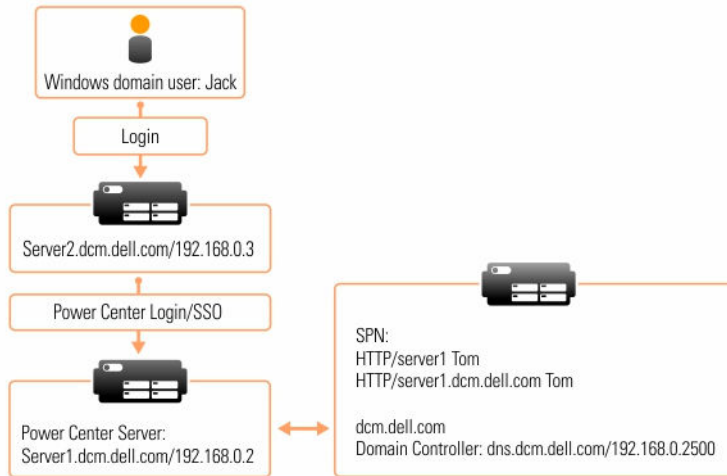 Windows domain user: Jack
Login
Server2.dcm.dell.com/192.168.0.3
Power Center Login/SSO
Power Center Server:
Server1.dcm.dell.com/192.168.0.2
SPN:
HTTP/server1 Tom
HTTP/server1.dcm.dell.com Tom
dcm.dell.com
Domain Controller: dns.dcm.dell.com/192.168.0.2500